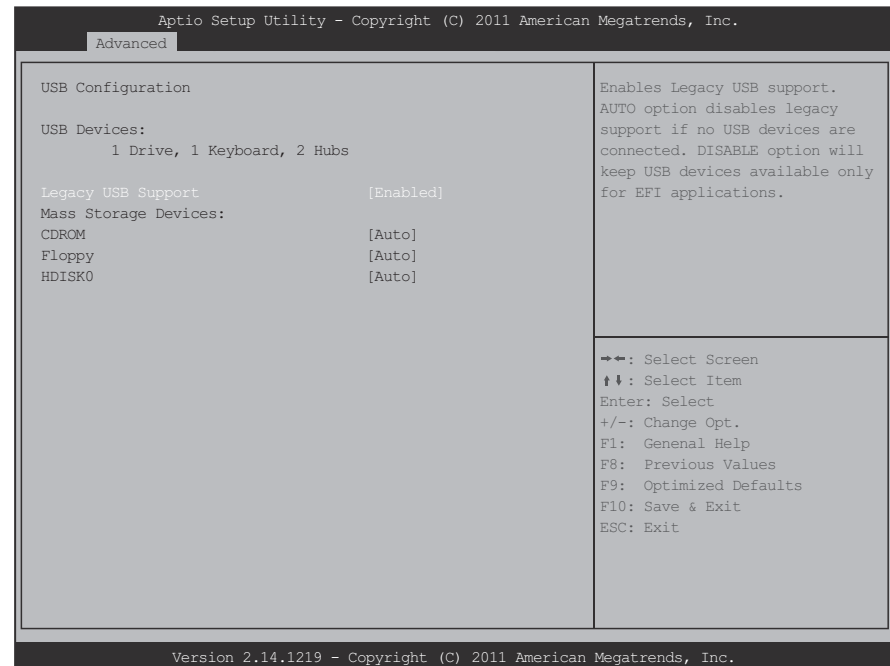 Aptio Setup Utility - Copyright (C) 2011 American Megatrends, Inc.
Advanced
USB Configuration
USB Devices:
1 Drive, 1 Keyboard, 2 Hubs
Legacy USB Support [Enabled]
Mass Storage Devices:
CDROM [Auto]
Floppy [Auto]
HDISK0 [Auto]
Enables Legacy USB support.
AUTO option disables legacy
support if no USB devices are
connected. DISABLE option will
keep USB devices available only
for EFI applications.
→←: Select Screen
↑↓: Select Item
Enter: Select
+/-: Change Opt.
F1: Genenal Help
F8: Previous Values
F9: Optimized Defaults
F10: Save & Exit
ESC: Exit
Version 2.14.1219 - Copyright (C) 2011 American Megatrends, Inc.